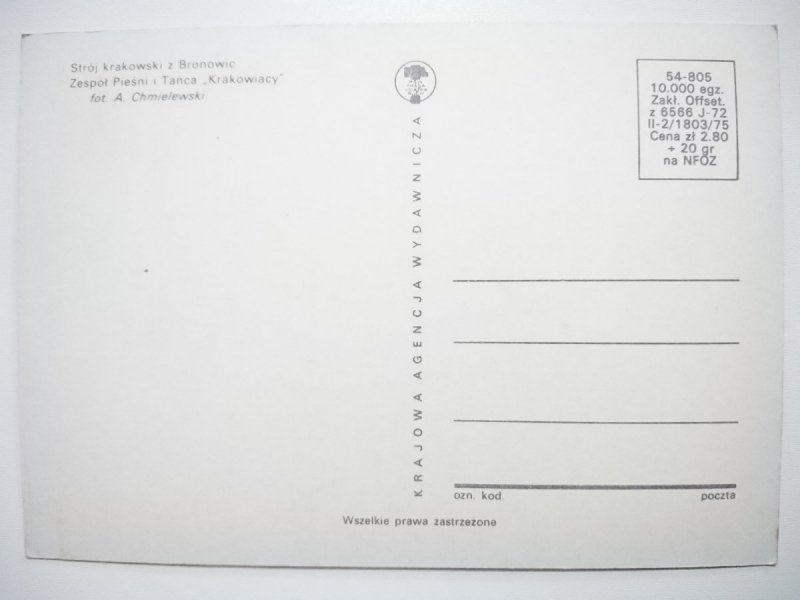 Strój krakowski z Bronowic
Zespół Pieśni i Tańca „Krakowiacy”
fot. A. Chmielewski
KRAJOWA AGENCJA WYDAWNICZA
54-805
10.000 egz.
Zakł. Offset.
z 6566 J-72
II-2/1803/75
Cena zł 2.80
+ 20 gr
na NFOZ
ozn. kod
poczta
Wszelkie prawa zastrzeżone